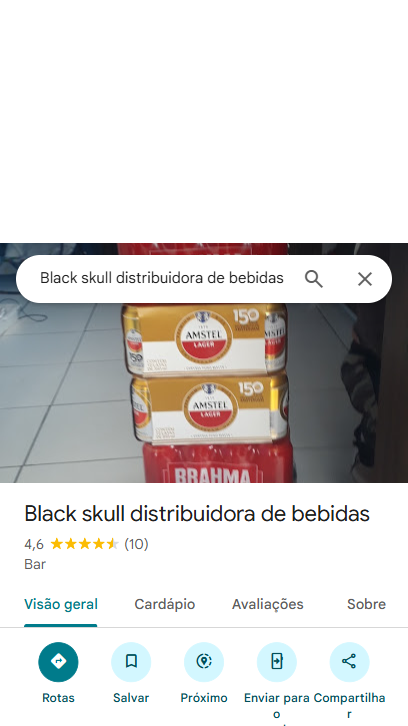 Black skull distribuidora de bebidas
150
AMSTEL
LAGER
150
AMSTEL
LAGER
BRAHMA
Black skull distribuidora de bebidas
4,6 (10)
Bar
Visão geral Cardápio Avaliações Sobre
Rotas Salvar Próximo Enviar para o Compartilhar